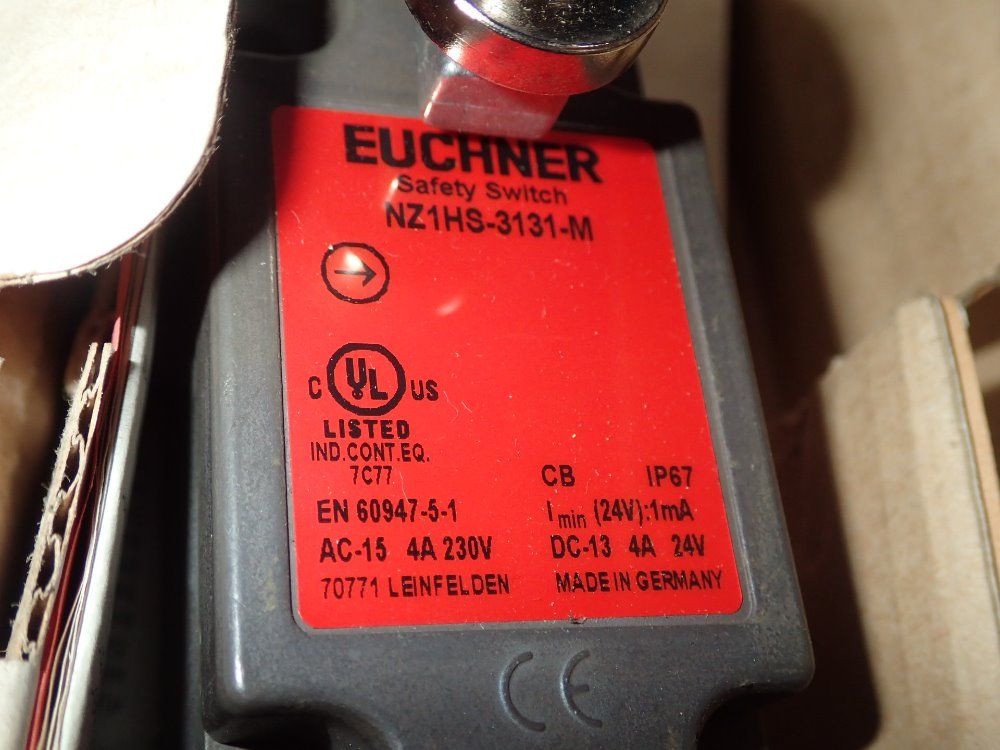 EUCHNER
Safety Switch
NZ1HS-3131-M
C UL US
LISTED
IND.CONT.EQ.
7C77
CB IP67
EN 60947-5-1
I min (24V):1mA
AC-15 4A 230V
DC-13 4A 24V
70771 LEINFELDEN
MADE IN GERMANY
CE